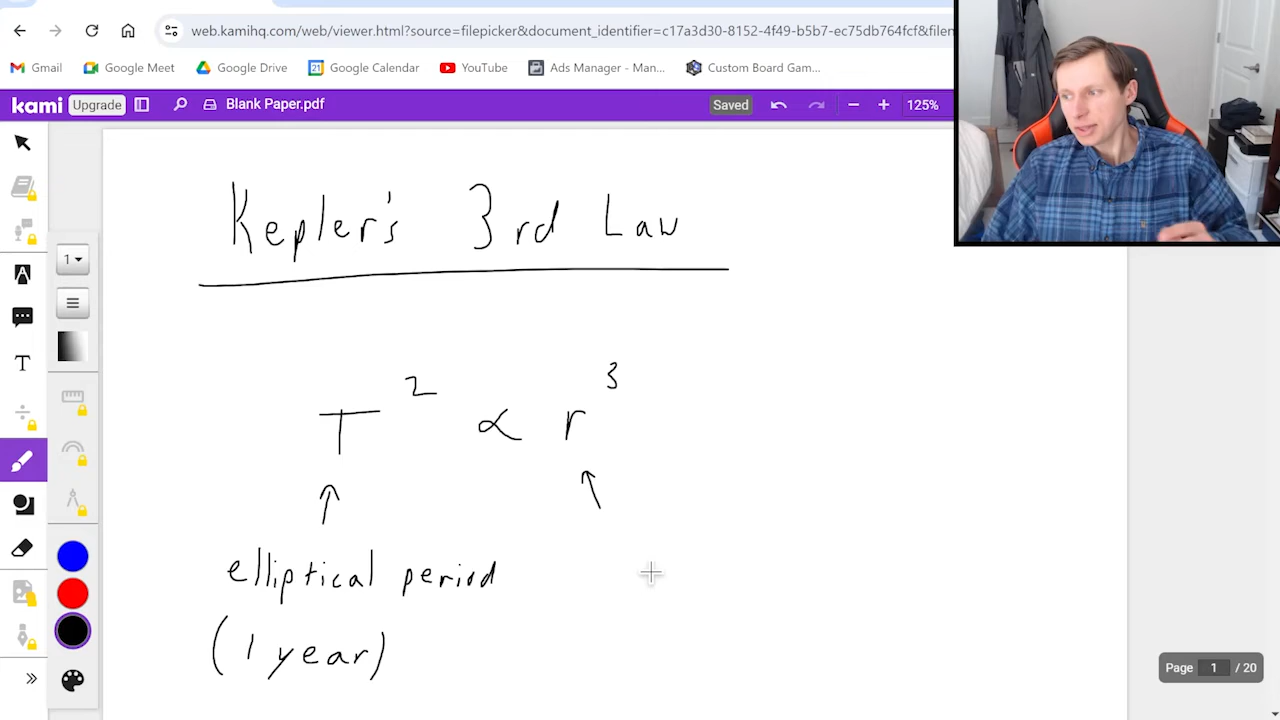 web.kamihq.com/web/viewer.html?source=filepicker&document_identifier=c17a3d30-8152-4f49-b5b7-ec75db764fcf&filen
Gmail Google Meet Google Drive 21 Google Calendar YouTube Ads Manager - Man... Custom Board Gam...
kami Upgrade Blank Paper.pdf Saved 125%
Kepler's 3rd Law
1
T² ∝ r³
elliptical period
(1 year)
Page 1 / 20